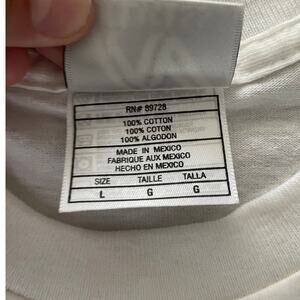 RN# 89728
100% COTTON
100% COTON
100% ALGODON
MADE IN MEXICO
FABRIQUE AUX MEXICO
HECHO EN MEXICO
SIZE TAILLE TALLA
L G G